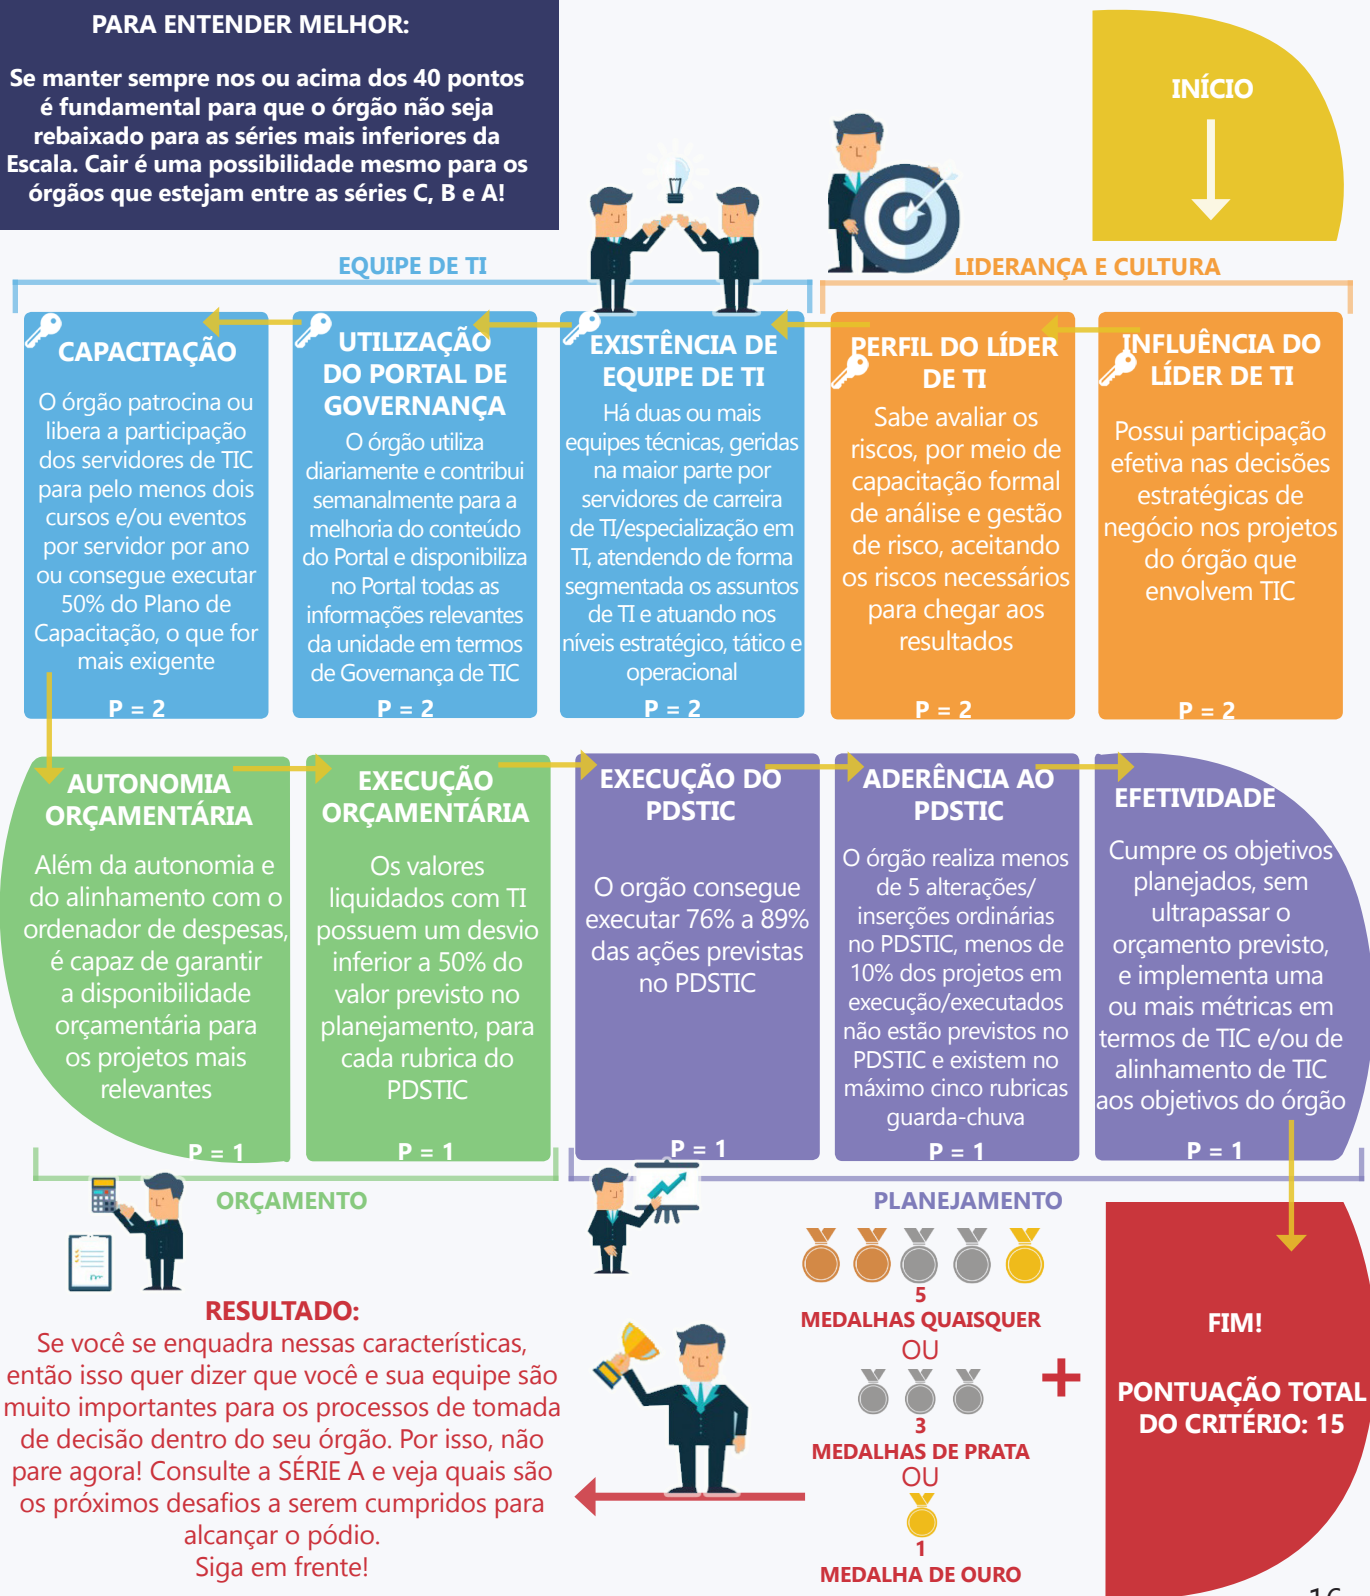 PARA ENTENDER MELHOR:
Se manter sempre nos ou acima dos 40 pontos
é fundamental para que o órgão não seja
rebaixado para as séries mais inferiores da
Escala. Cair é uma possibilidade mesmo para os
órgãos que estejam entre as séries C, B e A!
INÍCIO
LIDERANÇA E CULTURA
INFLUÊNCIA DO
LÍDER DE TI
Possui participação
efetiva nas decisões
estratégicas de
negócio nos projetos
do órgão que
envolvem TIC
P = 2
PERFIL DO LÍDER
DE TI
Sabe avaliar os
riscos, por meio de
capacitação formal
de análise e gestão
de risco, aceitando
os riscos necessários
para chegar aos
resultados
P = 2
EQUIPE DE TI
EXISTÊNCIA DE
EQUIPE DE TI
Há duas ou mais
equipes técnicas, geridas
na maior parte por
servidores de carreira
de TI/especialização em
TI, atendendo de forma
segmentada os assuntos
de TI e atuando nos
níveis estratégico, tático e
operacional
P = 2
UTILIZAÇÃO
DO PORTAL DE
GOVERNANÇA
O órgão utiliza
diariamente e contribui
semanalmente para a
melhoria do conteúdo
do Portal e disponibiliza
no Portal todas as
informações relevantes
da unidade em termos
de Governança de TIC
P = 2
CAPACITAÇÃO
O órgão patrocina ou
libera a participação
dos servidores de TIC
para pelo menos dois
cursos e/ou eventos
por servidor por ano
ou consegue executar
50% do Plano de
Capacitação, o que for
mais exigente
P = 2
AUTONOMIA
ORÇAMENTÁRIA
Além da autonomia e
do alinhamento com o
ordenador de despesas,
é capaz de garantir
a disponibilidade
orçamentária para
os projetos mais
relevantes
P = 1
EXECUÇÃO
ORÇAMENTÁRIA
Os valores
liquidados com TI
possuem um desvio
inferior a 50% do
valor previsto no
planejamento, para
cada rubrica do
PDSTIC
P = 1
ORÇAMENTO
EXECUÇÃO DO
PDSTIC
O orgão consegue
executar 76% a 89%
das ações previstas
no PDSTIC
P = 1
ADERÊNCIA AO
PDSTIC
O órgão realiza menos
de 5 alterações/
inserções ordinárias
no PDSTIC, menos de
10% dos projetos em
execução/executados
não estão previstos no
PDSTIC e existem no
máximo cinco rubricas
guarda-chuva
P = 1
EFETIVIDADE
Cumpre os objetivos
planejados, sem
ultrapassar o
orçamento previsto,
e implementa uma
ou mais métricas em
termos de TIC e/ou de
alinhamento de TIC
aos objetivos do órgão
P = 1
PLANEJAMENTO
FIM!
PONTUAÇÃO TOTAL
DO CRITÉRIO: 15
+
5
MEDALHAS QUAISQUER
OU
3
MEDALHAS DE PRATA
OU
1
MEDALHA DE OURO
RESULTADO:
Se você se enquadra nessas características,
então isso quer dizer que você e sua equipe são
muito importantes para os processos de tomada
de decisão dentro do seu órgão. Por isso, não
pare agora! Consulte a SÉRIE A e veja quais são
os próximos desafios a serem cumpridos para
alcançar o pódio.
Siga em frente!